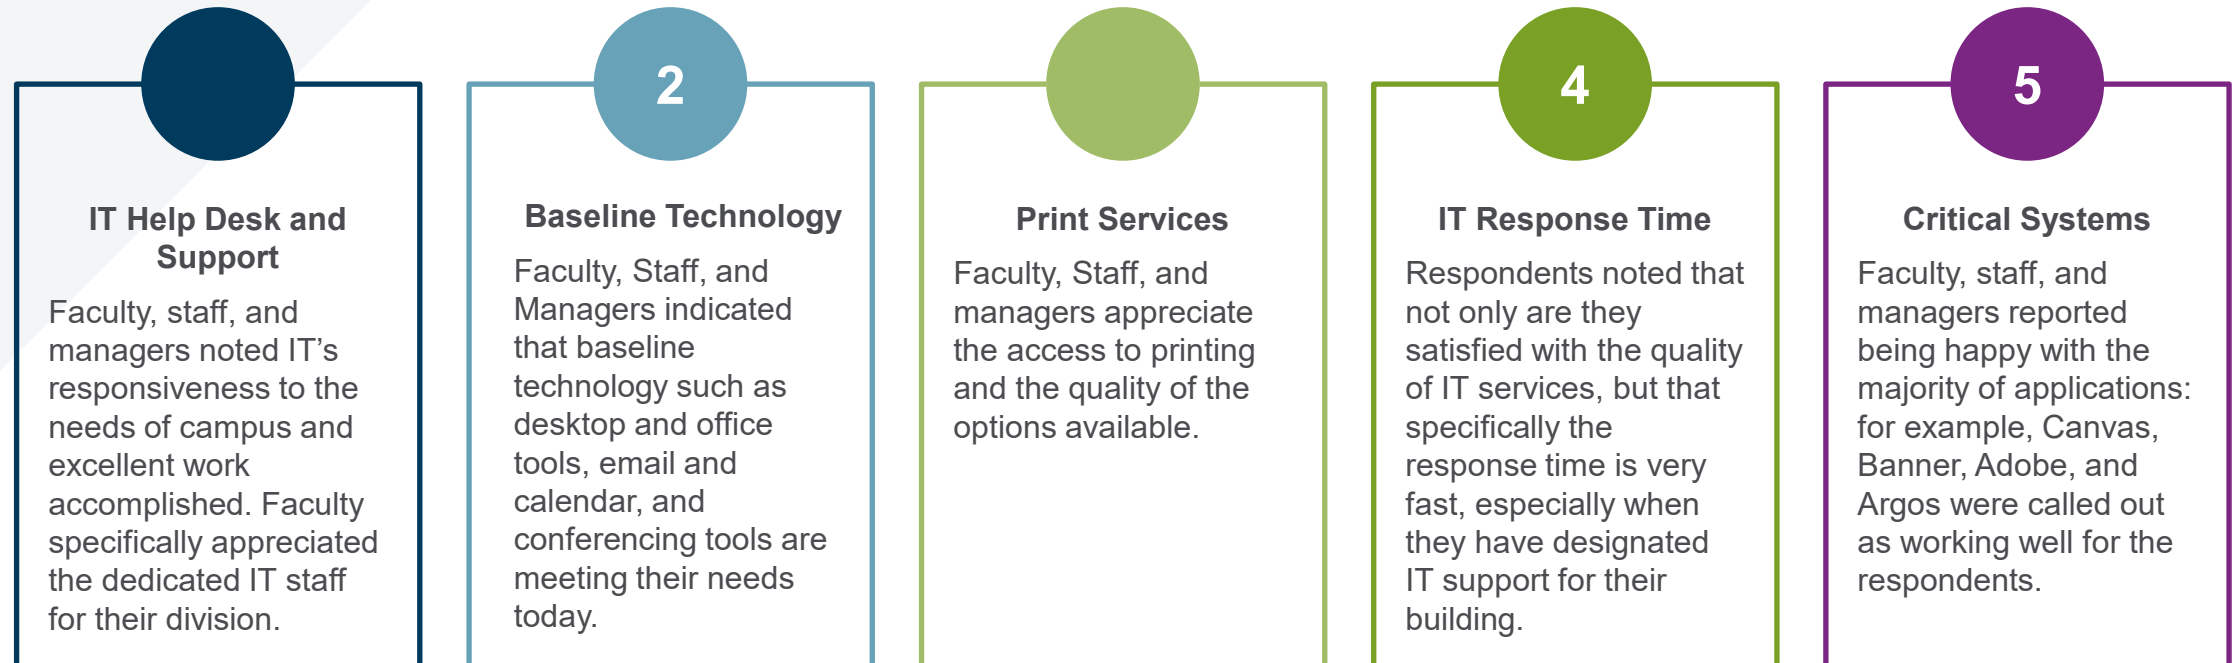 IT Help Desk and
Support
Faculty, staff, and
managers noted IT’s
responsiveness to the
needs of campus and
excellent work
accomplished. Faculty
specifically appreciated
the dedicated IT staff
for their division.
2
Baseline Technology
Faculty, Staff, and
Managers indicated
that baseline
technology such as
desktop and office
tools, email and
calendar, and
conferencing tools are
meeting their needs
today.
Print Services
Faculty, Staff, and
managers appreciate
the access to printing
and the quality of the
options available.
4
IT Response Time
Respondents noted that
not only are they
satisfied with the quality
of IT services, but that
specifically the
response time is very
fast, especially when
they have designated
IT support for their
building.
5
Critical Systems
Faculty, staff, and
managers reported
being happy with the
majority of applications:
for example, Canvas,
Banner, Adobe, and
Argos were called out
as working well for the
respondents.